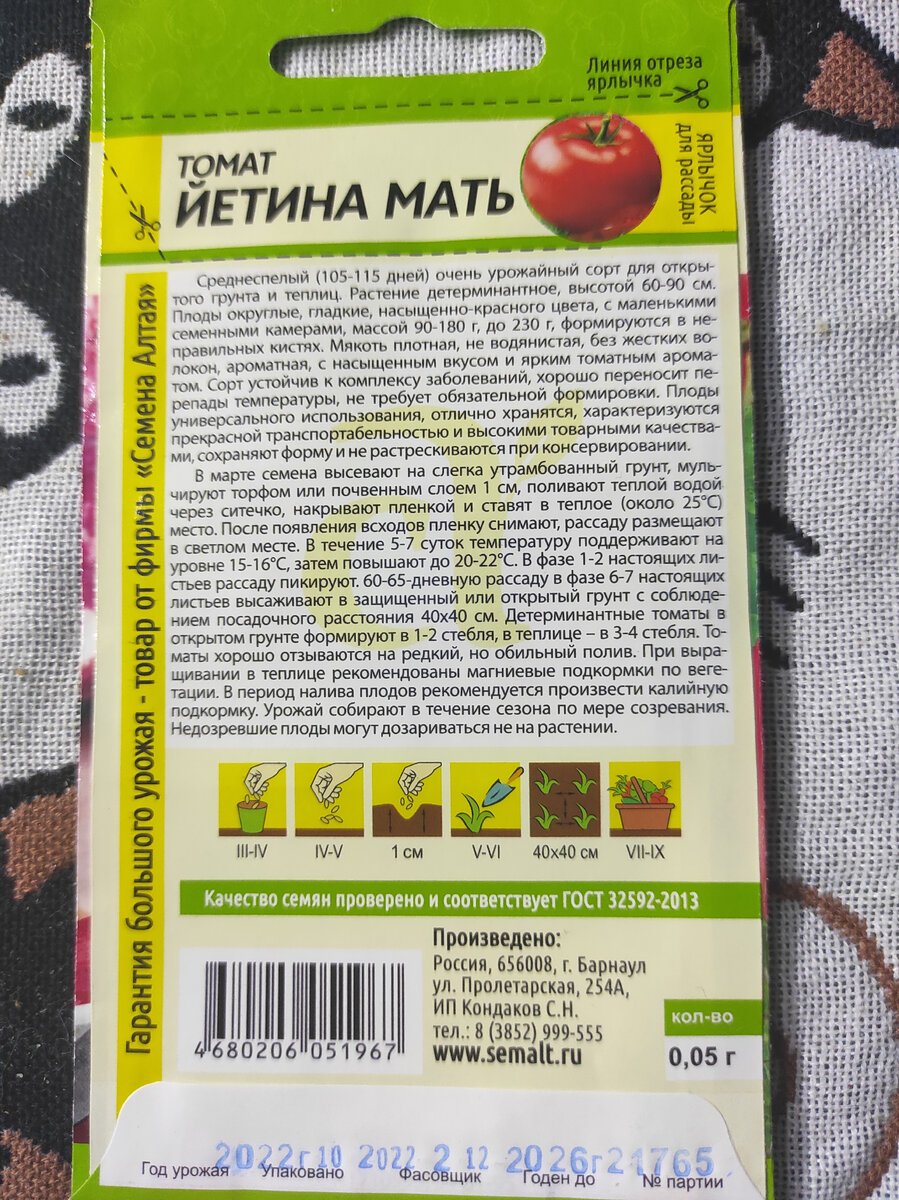 Линия отреза
ярлычка
ТОМАТ
ЙЕТИНА МАТЬ
ЯРЛЫЧОК
для рассады
Гарантия большого урожая - товар от фирмы «Семена Алтая»
Среднеспелый (105-115 дней) очень урожайный сорт для откры-
того грунта и теплиц. Растение детерминантное, высотой 60-90 см.
Плоды округлые, гладкие, насыщенно-красного цвета, с маленькими
семенными камерами, массой 90-180 г, до 230 г, формируются в не-
правильных кистях. Мякоть плотная, не водянистая, без жестких во-
локон, ароматная, с насыщенным вкусом и ярким томатным арома-
том. Сорт устойчив к комплексу заболеваний, хорошо переносит пе-
репады температуры, не требует обязательной формировки. Плоды
универсального использования, отлично хранятся, характеризуются
прекрасной транспортабельностью и высокими товарными качества-
ми, сохраняют форму и не растрескиваются при консервировании.
В марте семена высевают на слегка утрамбованный грунт, муль-
чируют торфом или почвенным слоем 1 см, поливают теплой водой
через ситечко, накрывают пленкой и ставят в теплое (около 25°С)
место. После появления всходов пленку снимают, рассаду размещают
в светлом месте. В течение 5-7 суток температуру поддерживают на
уровне 15-16°С, затем повышают до 20-22°С. В фазе 1-2 настоящих ли-
стьев рассаду пикируют. 60-65-дневную рассаду в фазе 6-7 настоящих
листьев высаживают в защищенный или открытый грунт с соблюде-
нием посадочного расстояния 40х40 см. Детерминантные томаты в
открытом грунте формируют в 1-2 стебля, в теплице – в 3-4 стебля. То-
маты хорошо отзываются на редкий, но обильный полив. При выра-
щивании в теплице рекомендованы магниевые подкормки по веге-
тации. В период налива плодов рекомендуется произвести калийную
подкормку. Урожай собирают в течение сезона по мере созревания.
Недозревшие плоды могут дозариваться не на растении.
III-IV IV-V 1 см V-VI 40х40 см VII-IX
Качество семян проверено и соответствует ГОСТ 32592-2013
Произведено:
Россия, 656008, г. Барнаул
ул. Пролетарская, 254А,
ИП Кондаков С.Н.
тел.: 8 (3852) 999-555
www.semalt.ru
кол-во
0,05 г
4 680206 051967
2022г 10 2022 2 12 2026г 21765
Год урожая Упаковано Фасовщик Годен до № партии